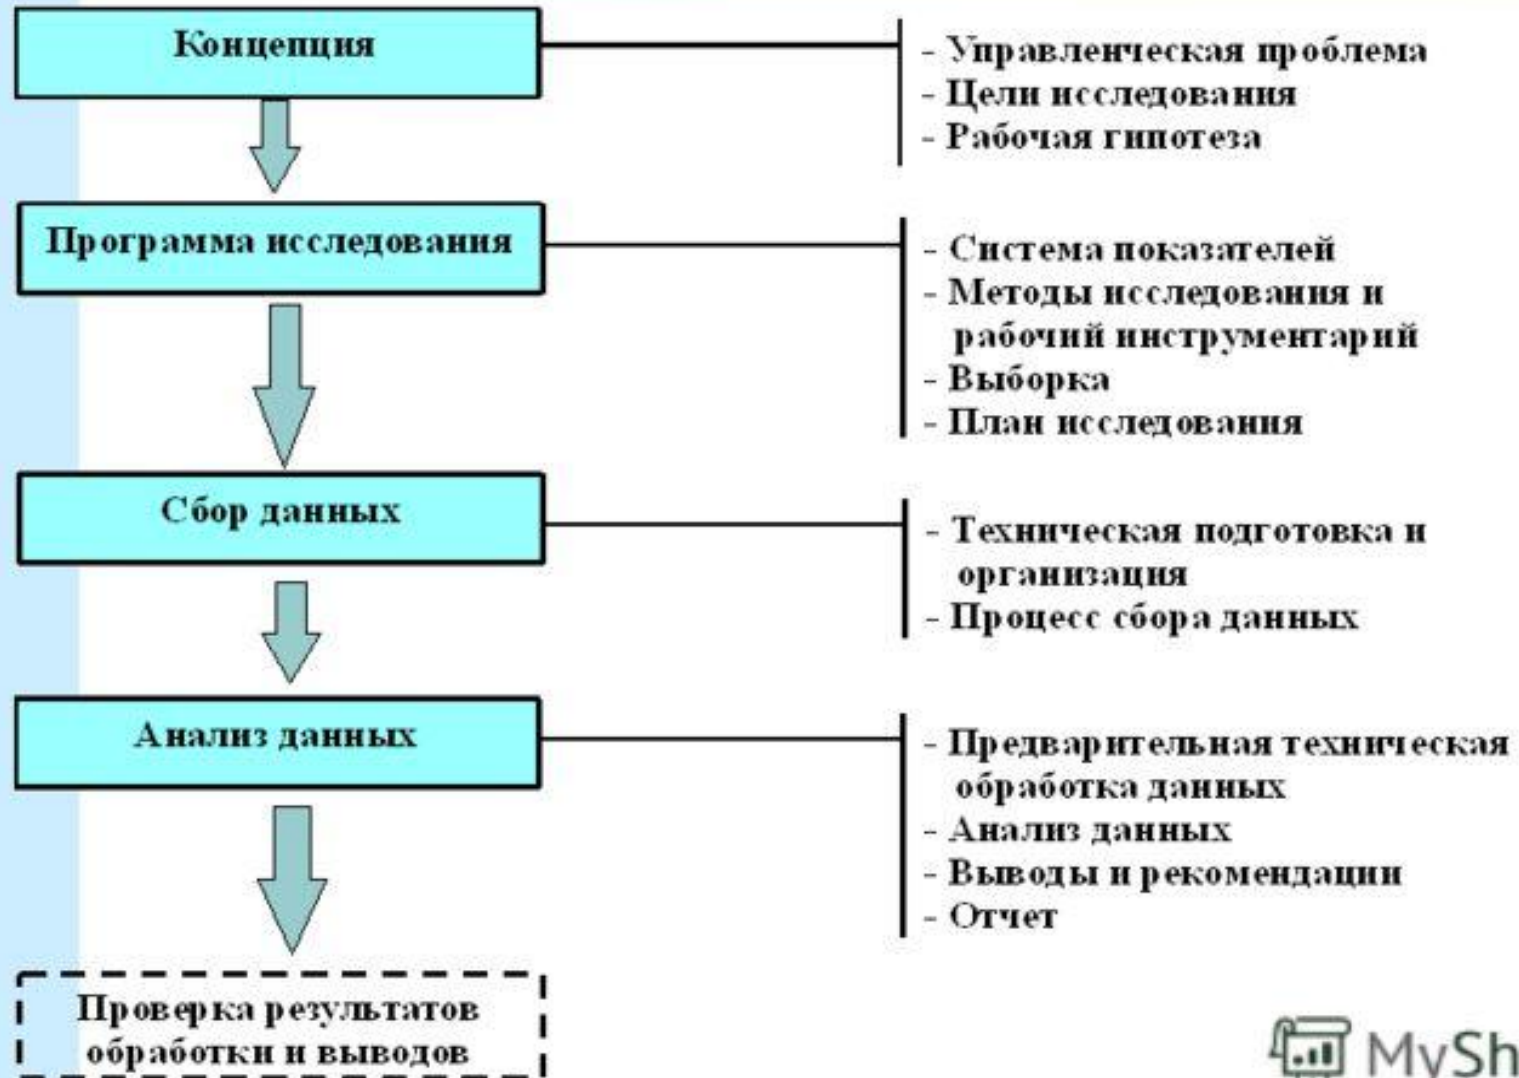 Концепция
- Управленческая проблема
- Цели исследования
- Рабочая гипотеза
Программа исследования
- Система показателей
- Методы исследования и
рабочий инструментарий
- Выборка
- План исследования
Сбор данных
- Техническая подготовка и
организация
- Процесс сбора данных
Анализ данных
- Предварительная техническая
обработка данных
- Анализ данных
- Выводы и рекомендации
- Отчет
Проверка результатов
обработки и выводов
MySh